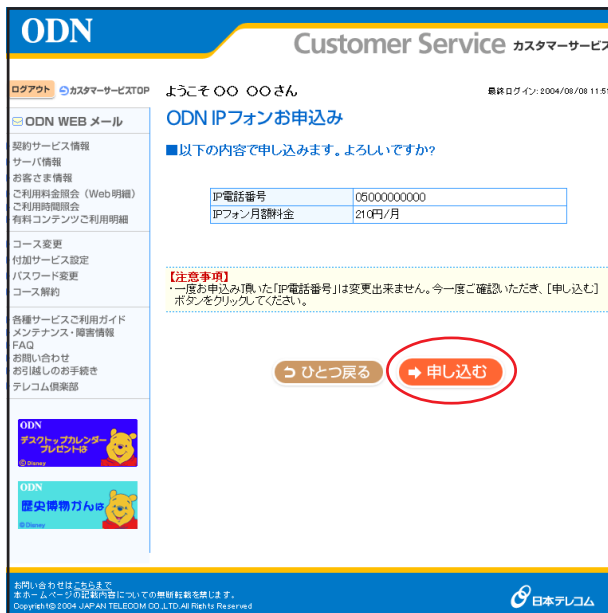 ODN
Customer Service カスタマーサービス
ログアウト
カスタマーサービスTOP
ようこそ○○ ○○さん
最終ログイン:2004/08/08 11:5
ODN WEB メール
ODN IPフォンお申込み
■以下の内容で申し込みます。よろしいですか?
IP電話番号 05000000000
IPフォン月額料金 210円/月
【注意事項】
・一度お申込み頂いた「IP電話番号」は変更出来ません。今一度ご確認いただき、[申し込む]
ボタンをクリックしてください。
ひとつ戻る
申し込む
契約サービス情報
サーバ情報
お客さま情報
ご利用料金照会（Web明細）
ご利用時間照会
有料コンテンツご利用明細
コース変更
付加サービス設定
パスワード変更
コース解約
各種サービスご利用ガイド
メンテナンス・障害情報
FAQ
お問い合わせ
お引越しのお手続き
テレコム倶楽部
ODN
デスクトップカレンダー
プレゼントは
©Disney
ODN
歴史博物がんは
©Disney
お問い合わせはこちらまで
本ホームページの記載内容についての無断転載を禁じます。
Copyright© 2004 JAPAN TELECOM CO.,LTD.All Rights Reserved
日本テレコム